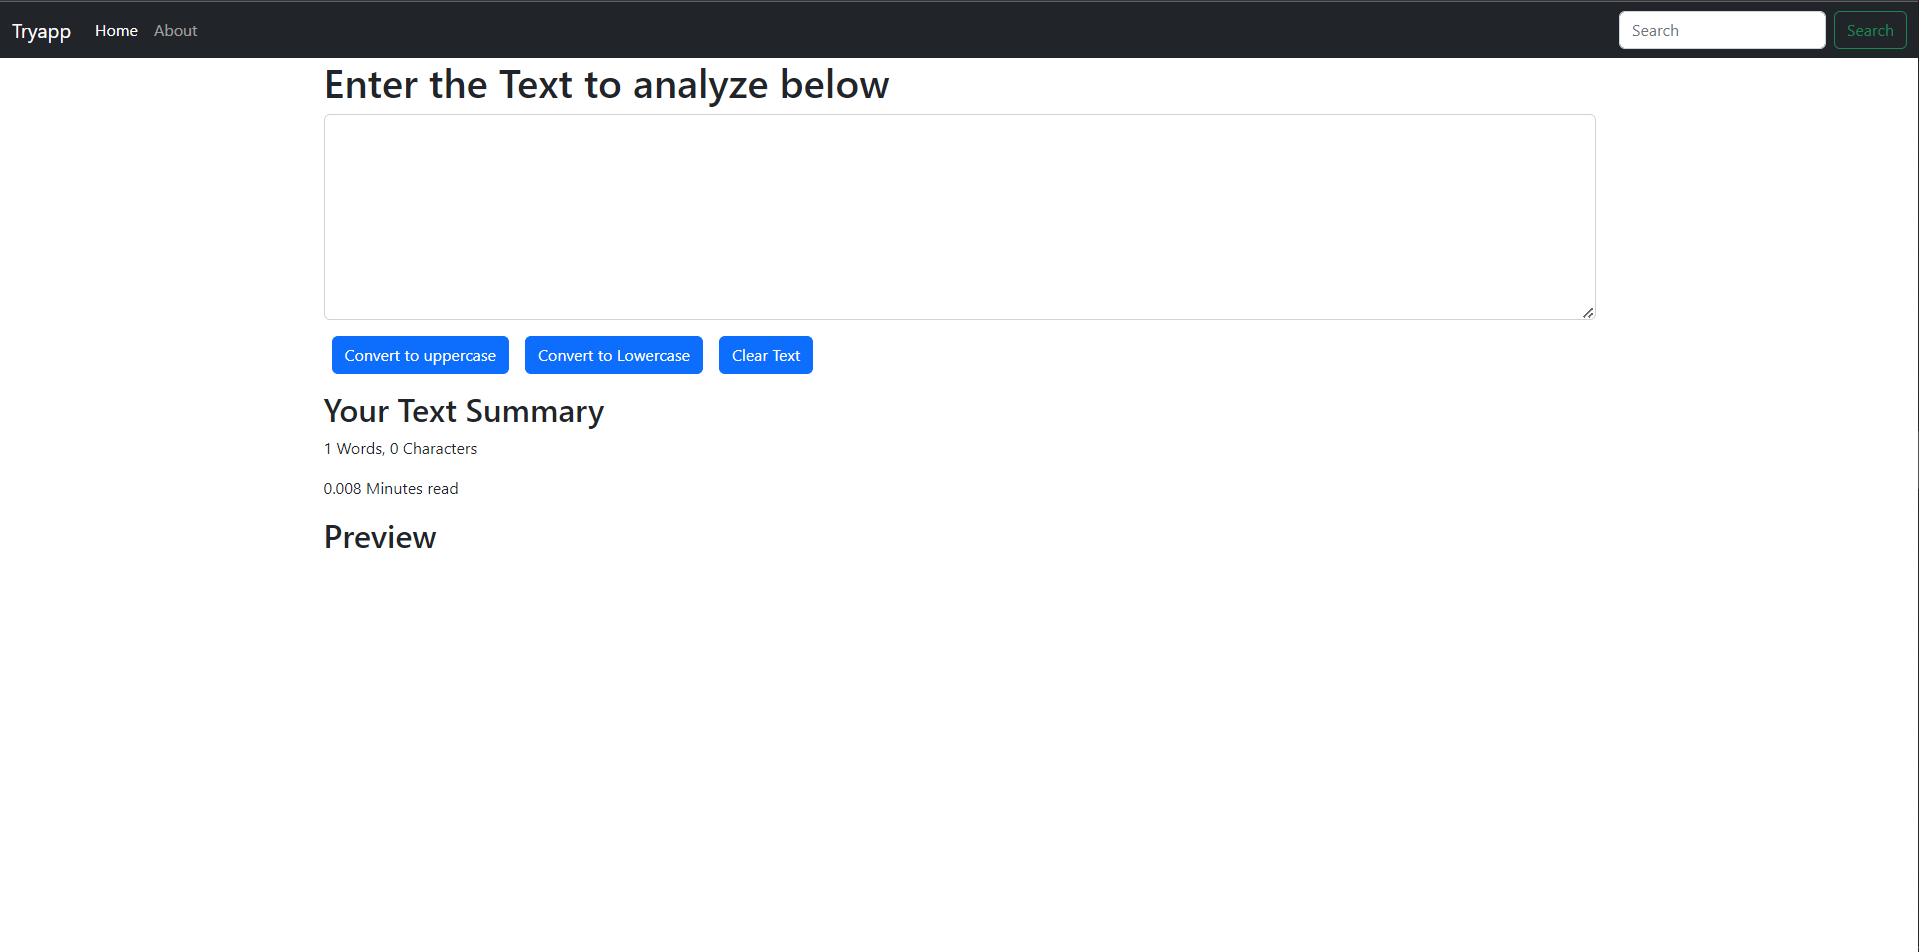 Tryapp Home About Search Search
Enter the Text to analyze below
Convert to uppercase Convert to Lowercase Clear Text
Your Text Summary
1 Words, 0 Characters
0.008 Minutes read
Preview